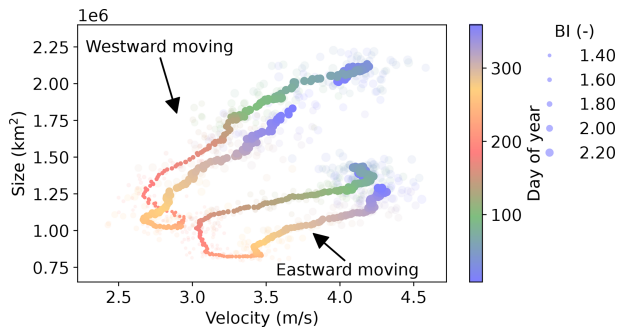 1e6
Westward moving
Eastward moving
2.25
2.00
1.75
1.50
1.25
1.00
0.75
Size (km²)
2.5 3.0 3.5 4.0 4.5
Velocity (m/s)
300
200
100
Day of year
BI (-)
1.40
1.60
1.80
2.00
2.20